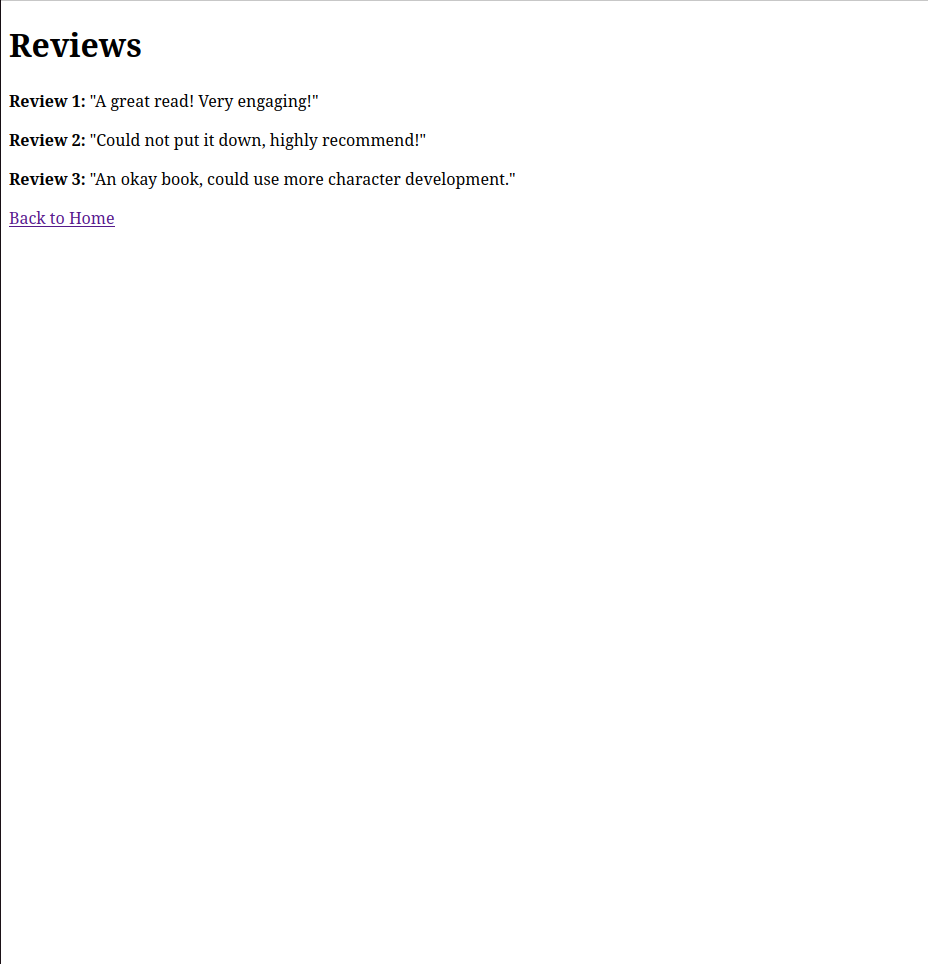 Reviews
Review 1: "A great read! Very engaging!"
Review 2: "Could not put it down, highly recommend!"
Review 3: "An okay book, could use more character development."
Back to Home